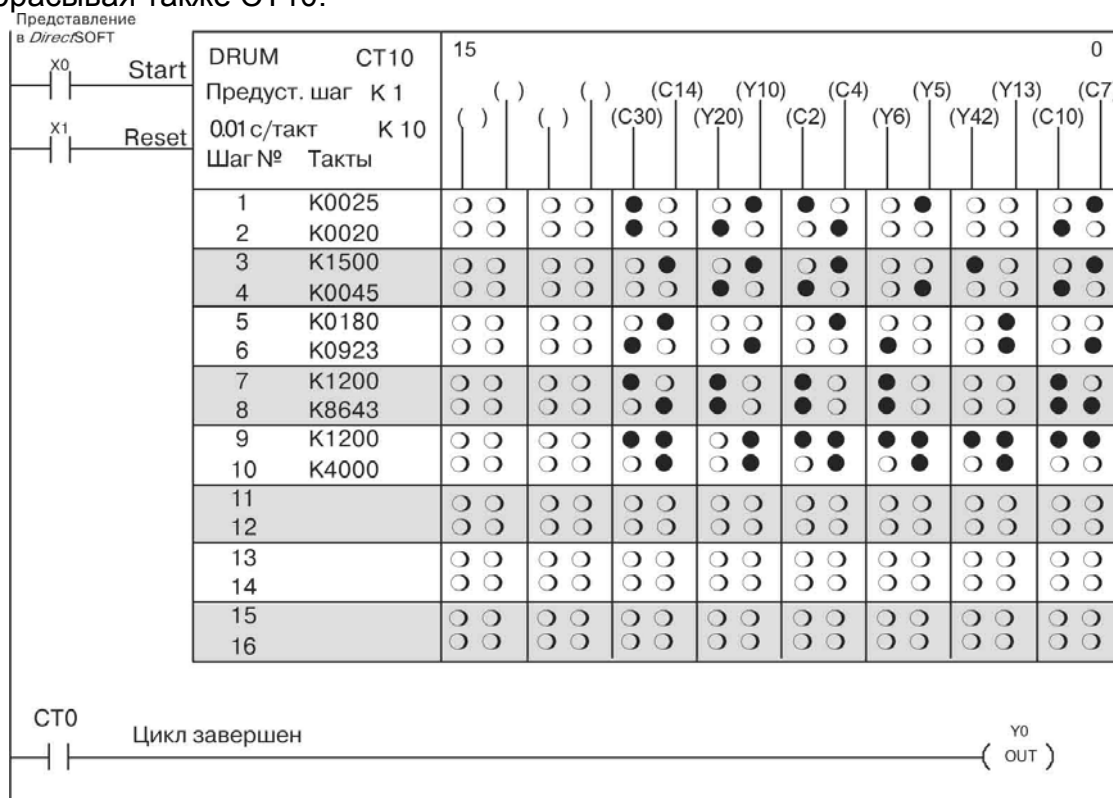 также CT10.
Представление
в DirectSOFT
X0 Start
X1 Reset
DRUM CT10
Предуст. шаг K 1
0.01 с/такт K 10
Шаг № Такты
15 0
( ) ( ) (C14) (Y10) (C4) (Y5) (Y13) (C7)
( ) ( ) (C30) (Y20) (C2) (Y6) (Y42) (C10)
1 K0025
2 K0020
3 K1500
4 K0045
5 K0180
6 K0923
7 K1200
8 K8643
9 K1200
10 K4000
11
12
13
14
15
16
CT0 Цикл завершен Y0
( OUT )